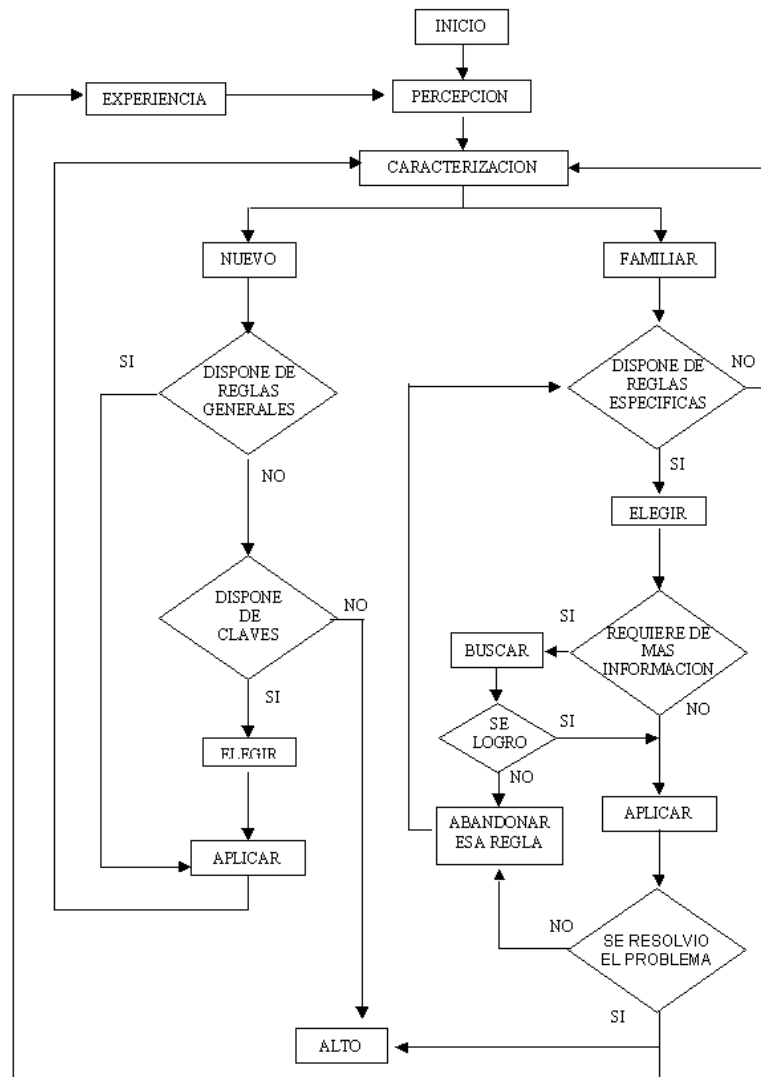 INICIO
EXPERIENCIA
PERCEPCION
CARACTERIZACION
NUEVO
FAMILIAR
SI
DISPONE DE
REGLAS
GENERALES
NO
DISPONE DE
REGLAS
ESPECIFICAS
NO
SI
ELEGIR
DISPONE
DE
CLAVES
NO
SI
ELEGIR
APLICAR
SI
REQUIERE DE
MAS
INFORMACION
NO
BUSCAR
SE
LOGRO
SI
NO
ABANDONAR
ESA REGLA
APLICAR
NO
SE RESOLVIO
EL PROBLEMA
SI
ALTO